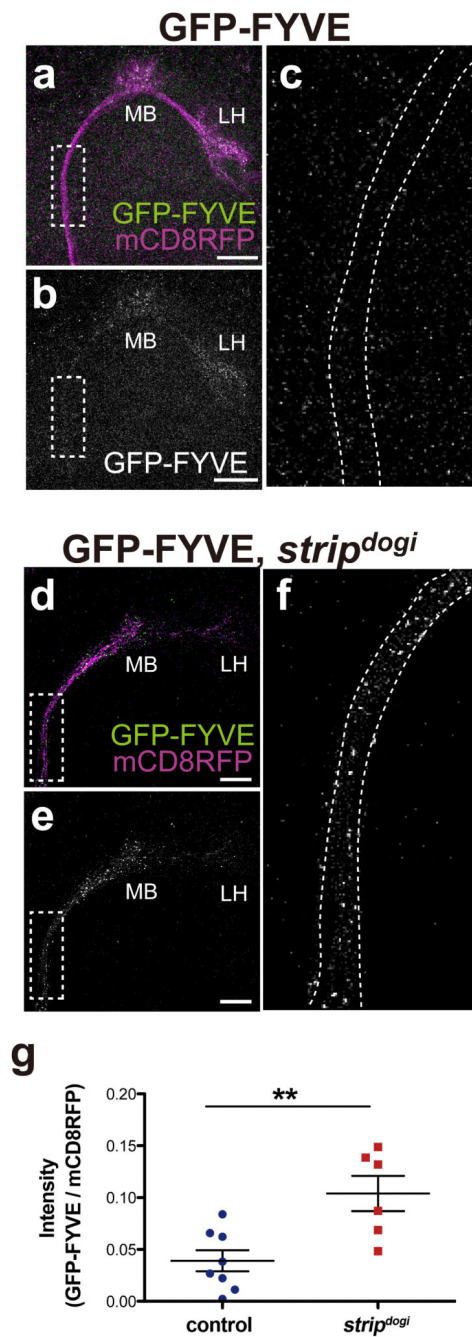 GFP-FYVE
a
MB
LH
GFP-FYVE
mCD8RFP
b
MB
LH
GFP-FYVE
c
GFP-FYVE, strip^dogi
d
MB
LH
GFP-FYVE
mCD8RFP
e
MB
LH
f
g
Intensity
(GFP-FYVE / mCD8RFP)
0.20
0.15
0.10
0.05
0.00
**
control
strip^dogi